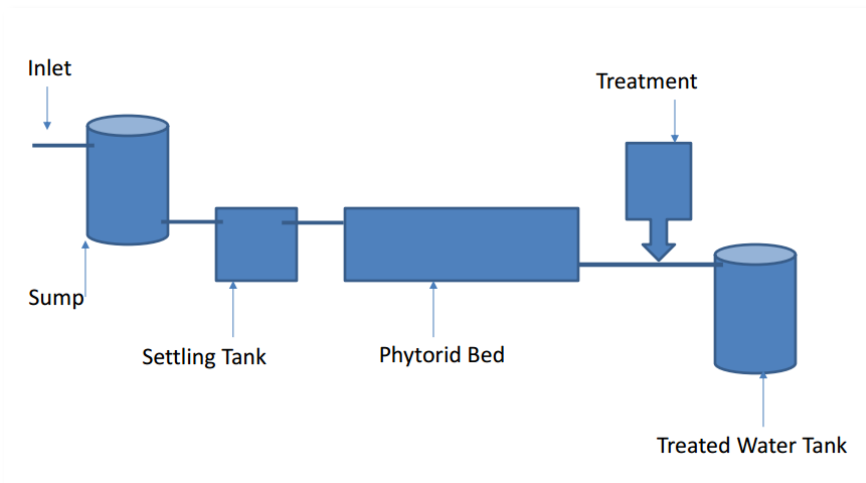 Inlet
Treatment
Sump
Settling Tank
Phytorid Bed
Treated Water Tank